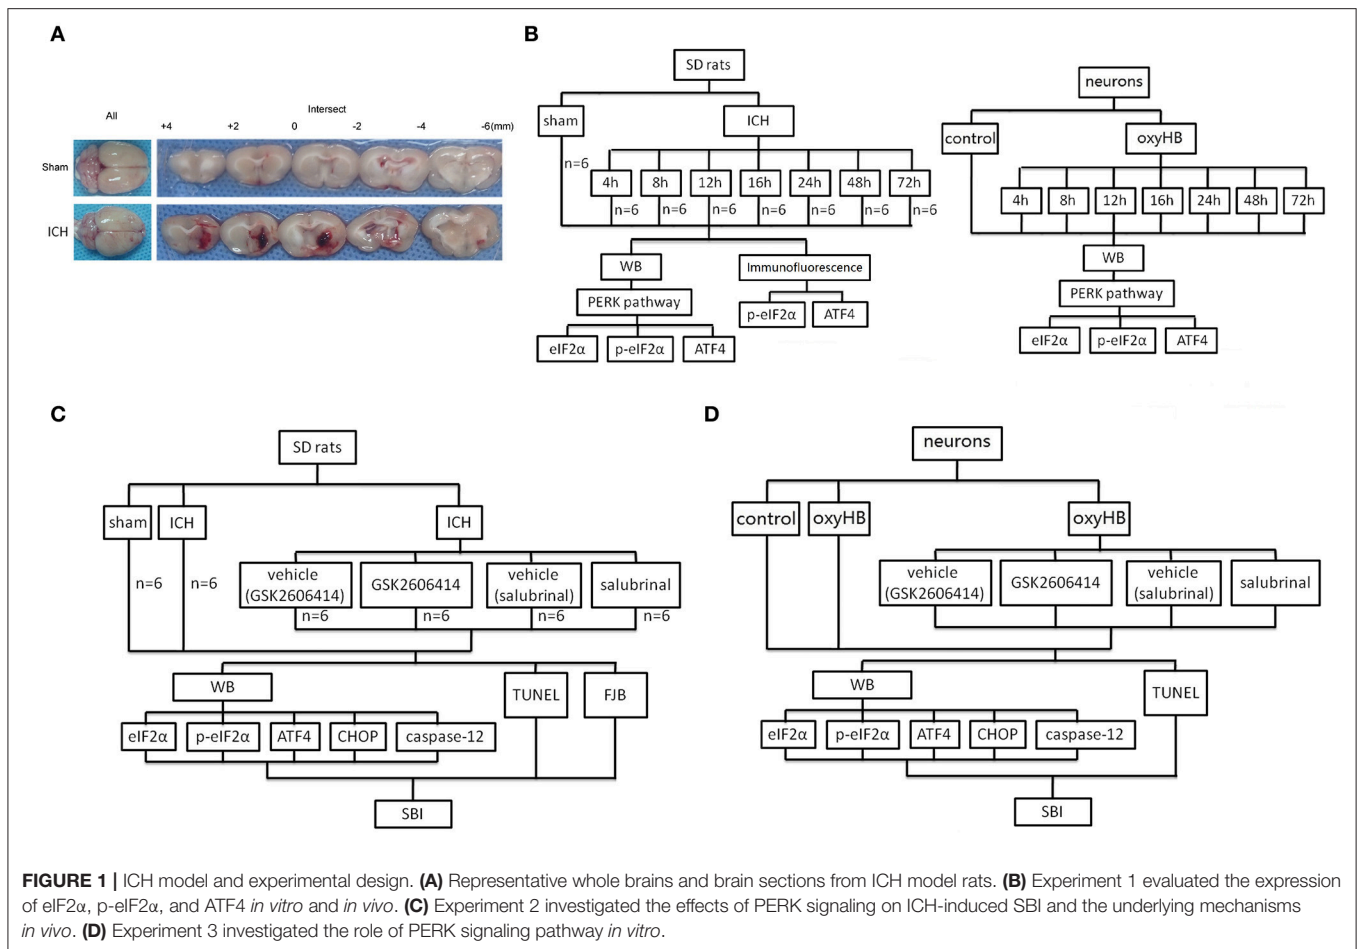 A
Intersect
All
+4 +2 0 -2 -4 -6(mm)
Sham
ICH
B
SD rats
sham
ICH
n=6
4h 8h 12h 16h 24h 48h 72h
n=6 n=6 n=6 n=6 n=6 n=6 n=6
WB
Immunofluorescence
PERK pathway
p-eIF2α ATF4
eIF2α p-eIF2α ATF4
neurons
control
oxyHB
4h 8h 12h 16h 24h 48h 72h
WB
PERK pathway
eIF2α p-eIF2α ATF4
C
SD rats
sham ICH ICH
n=6 n=6
vehicle
(GSK2606414)
GSK2606414
vehicle
(salubrinal)
salubrinal
n=6 n=6 n=6 n=6
WB TUNEL FJB
eIF2α p-eIF2α ATF4 CHOP caspase-12
SBI
D
neurons
control oxyHB oxyHB
vehicle
(GSK2606414)
GSK2606414
vehicle
(salubrinal)
salubrinal
WB TUNEL
eIF2α p-eIF2α ATF4 CHOP caspase-12
SBI
FIGURE 1 | ICH model and experimental design. (A) Representative whole brains and brain sections from ICH model rats. (B) Experiment 1 evaluated the expression
of eIF2α, p-eIF2α, and ATF4 in vitro and in vivo. (C) Experiment 2 investigated the effects of PERK signaling on ICH-induced SBI and the underlying mechanisms
in vivo. (D) Experiment 3 investigated the role of PERK signaling pathway in vitro.